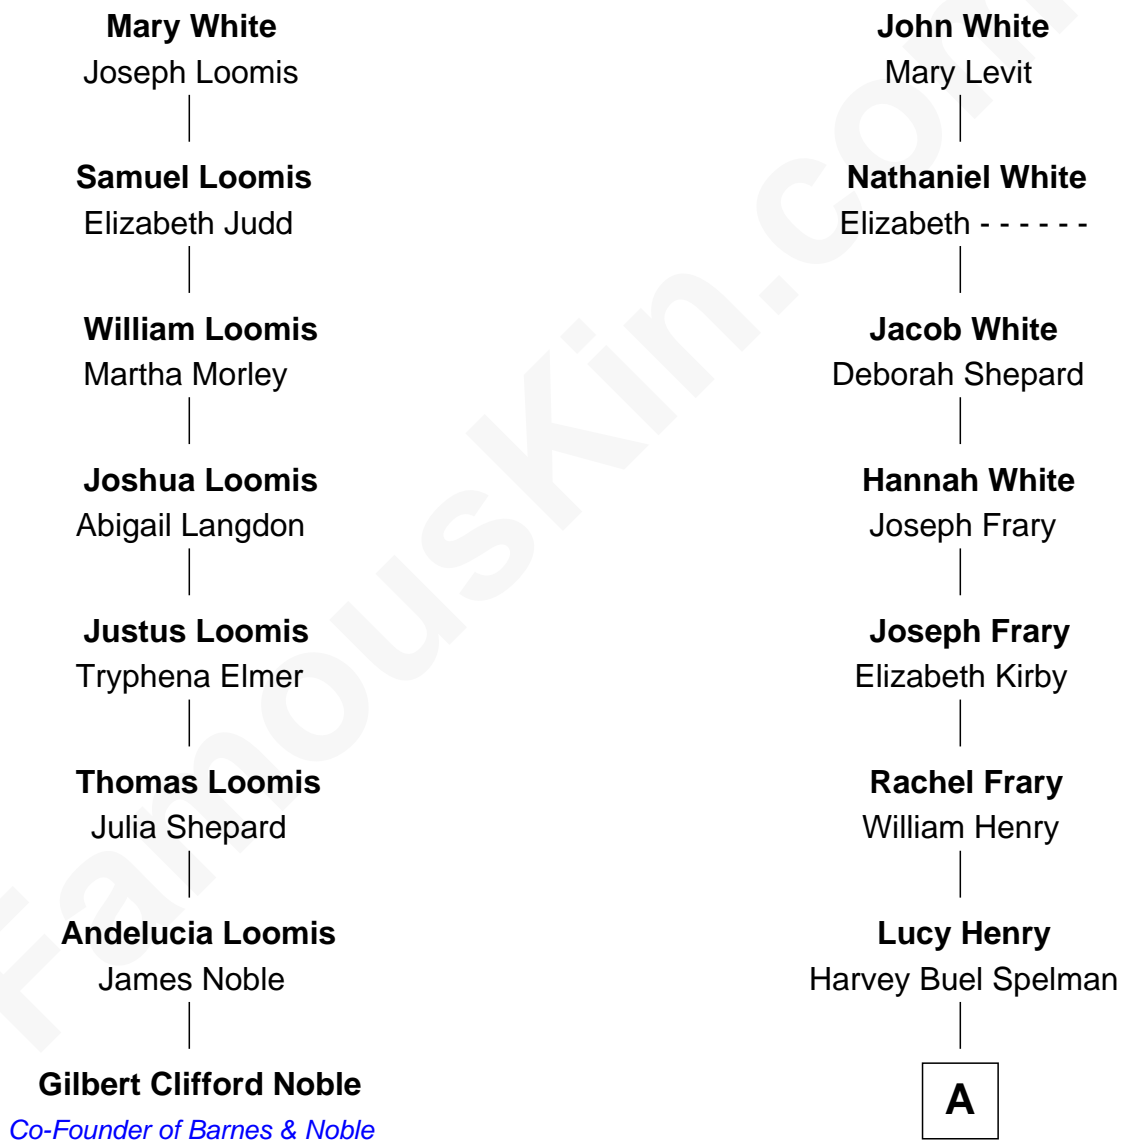 Mary White
Joseph Loomis
Samuel Loomis
Elizabeth Judd
William Loomis
Martha Morley
Joshua Loomis
Abigail Langdon
Justus Loomis
Tryphena Elmer
Thomas Loomis
Julia Shepard
Andelucia Loomis
James Noble
Gilbert Clifford Noble
Co-Founder of Barnes & Noble
John White
Mary Levit
Nathaniel White
Elizabeth - - - - - -
Jacob White
Deborah Shepard
Hannah White
Joseph Frary
Joseph Frary
Elizabeth Kirby
Rachel Frary
William Henry
Lucy Henry
Harvey Buel Spelman
A
FamousKin.com